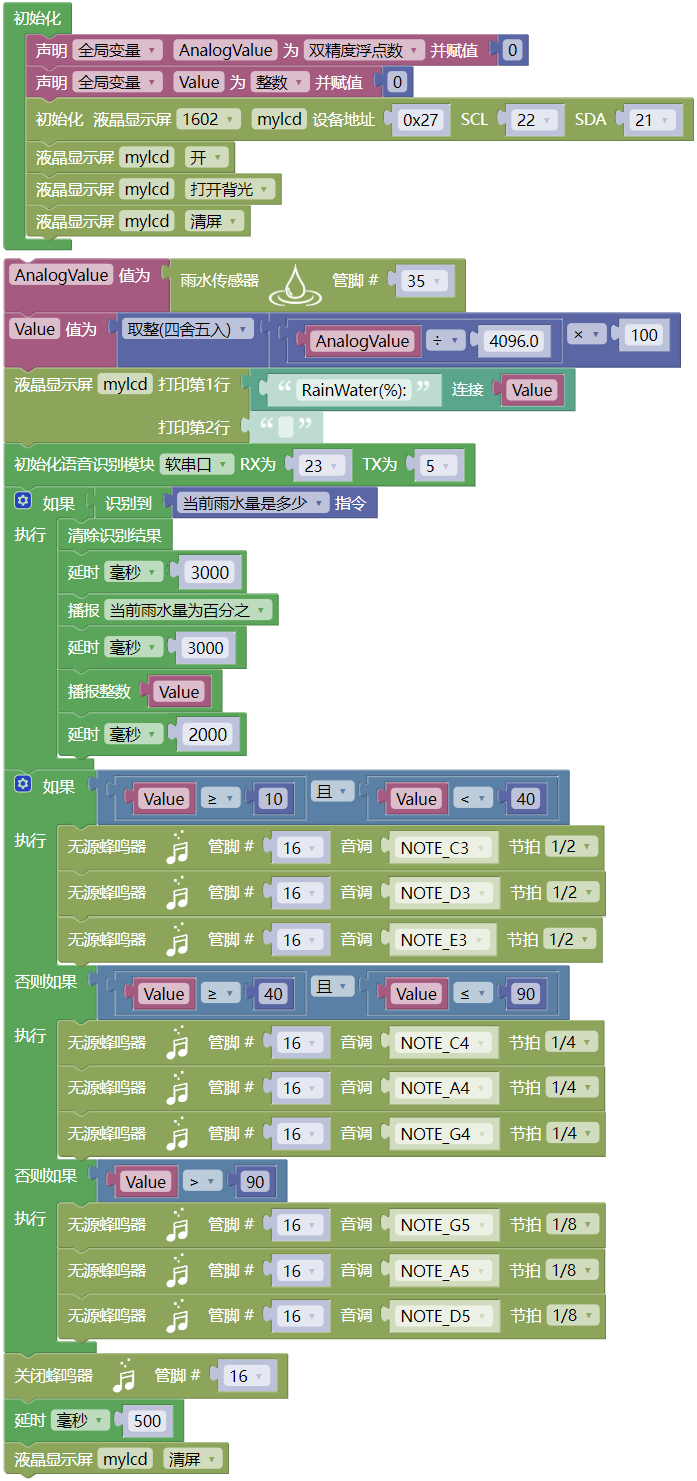 初始化
声明 全局变量 AnalogValue 为 双精度浮点数 并赋值 0
声明 全局变量 Value 为 整数 并赋值 0
初始化 液晶显示屏 1602 mylcd 设备地址 0x27 SCL 22 SDA 21
液晶显示屏 mylcd 开
液晶显示屏 mylcd 打开背光
液晶显示屏 mylcd 清屏
AnalogValue 值为 雨水传感器 管脚 # 35
Value 值为 取整(四舍五入) AnalogValue ÷ 4096.0 × 100
液晶显示屏 mylcd 打印第1行 “ RainWater(%): ” 连接 Value
打印第2行 “ ”
初始化语音识别模块 软串口 RX为 23 TX为 5
如果 识别到 当前雨水量是多少 指令
执行 清除识别结果
延时 毫秒 3000
播报 当前雨水量为百分之
延时 毫秒 3000
播报整数 Value
延时 毫秒 2000
如果 Value ≥ 10 且 Value < 40
执行 无源蜂鸣器 管脚 # 16 音调 NOTE_C3 节拍 1/2
无源蜂鸣器 管脚 # 16 音调 NOTE_D3 节拍 1/2
无源蜂鸣器 管脚 # 16 音调 NOTE_E3 节拍 1/2
否则如果 Value ≥ 40 且 Value ≤ 90
执行 无源蜂鸣器 管脚 # 16 音调 NOTE_C4 节拍 1/4
无源蜂鸣器 管脚 # 16 音调 NOTE_A4 节拍 1/4
无源蜂鸣器 管脚 # 16 音调 NOTE_G4 节拍 1/4
否则如果 Value > 90
执行 无源蜂鸣器 管脚 # 16 音调 NOTE_G5 节拍 1/8
无源蜂鸣器 管脚 # 16 音调 NOTE_A5 节拍 1/8
无源蜂鸣器 管脚 # 16 音调 NOTE_D5 节拍 1/8
关闭蜂鸣器 管脚 # 16
延时 毫秒 500
液晶显示屏 mylcd 清屏